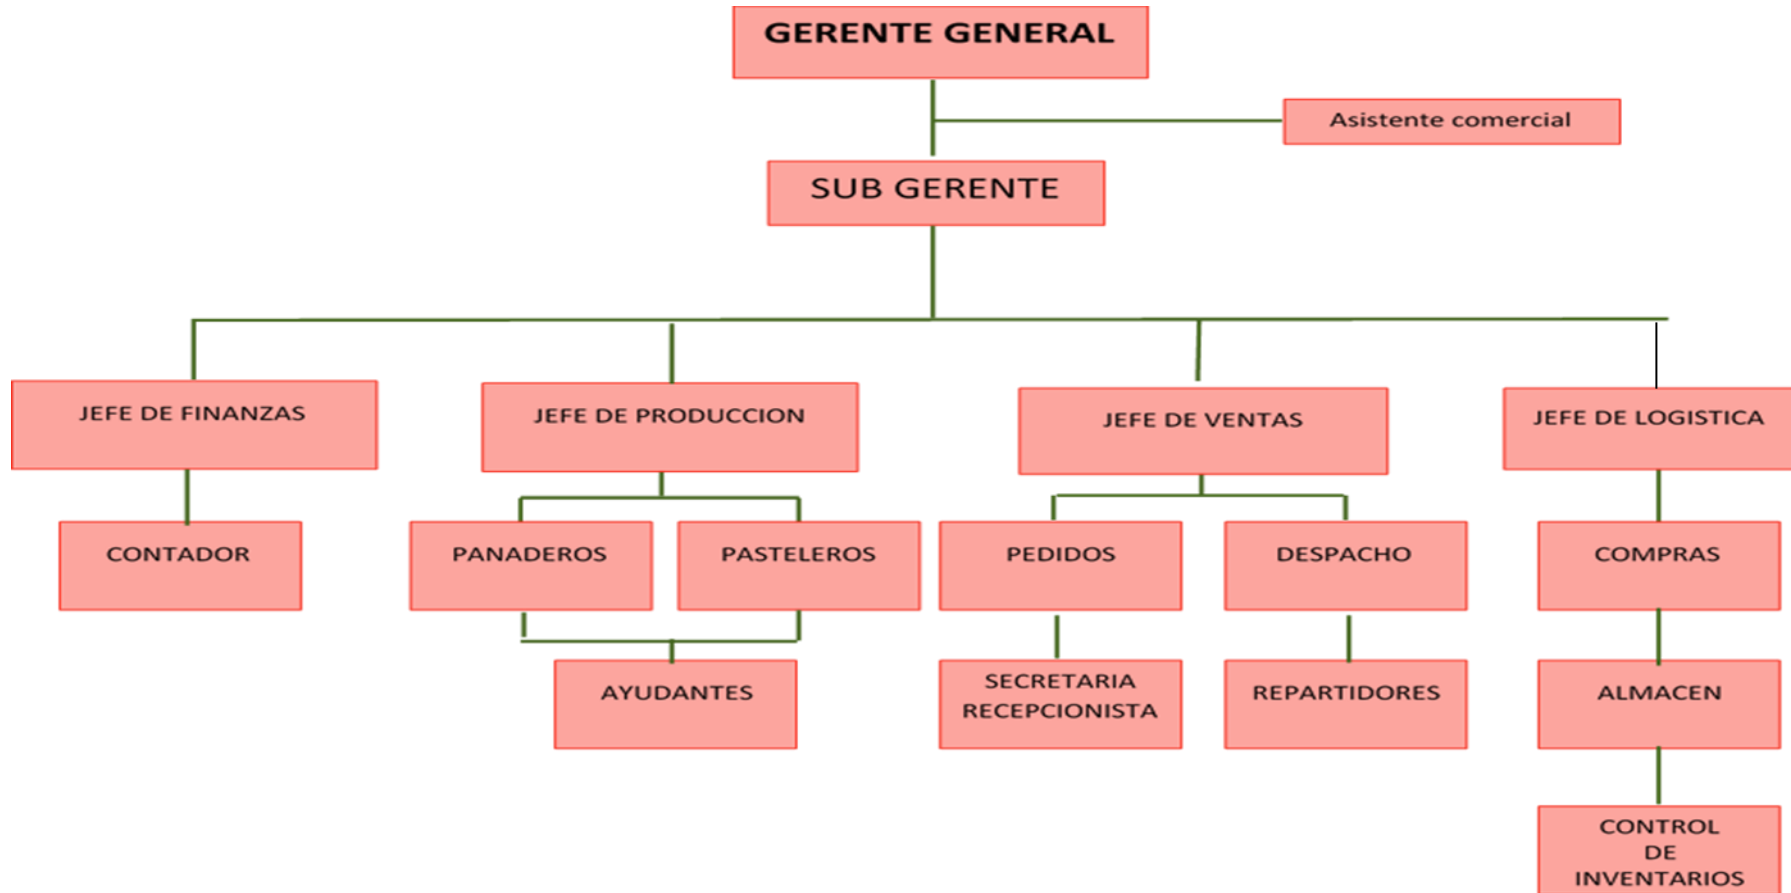 GERENTE GENERAL
Asistente comercial
SUB GERENTE
JEFE DE FINANZAS
JEFE DE PRODUCCION
JEFE DE VENTAS
JEFE DE LOGISTICA
CONTADOR
PANADEROS
PASTELEROS
PEDIDOS
DESPACHO
COMPRAS
AYUDANTES
SECRETARIA
RECEPCIONISTA
REPARTIDORES
ALMACEN
CONTROL
DE
INVENTARIOS